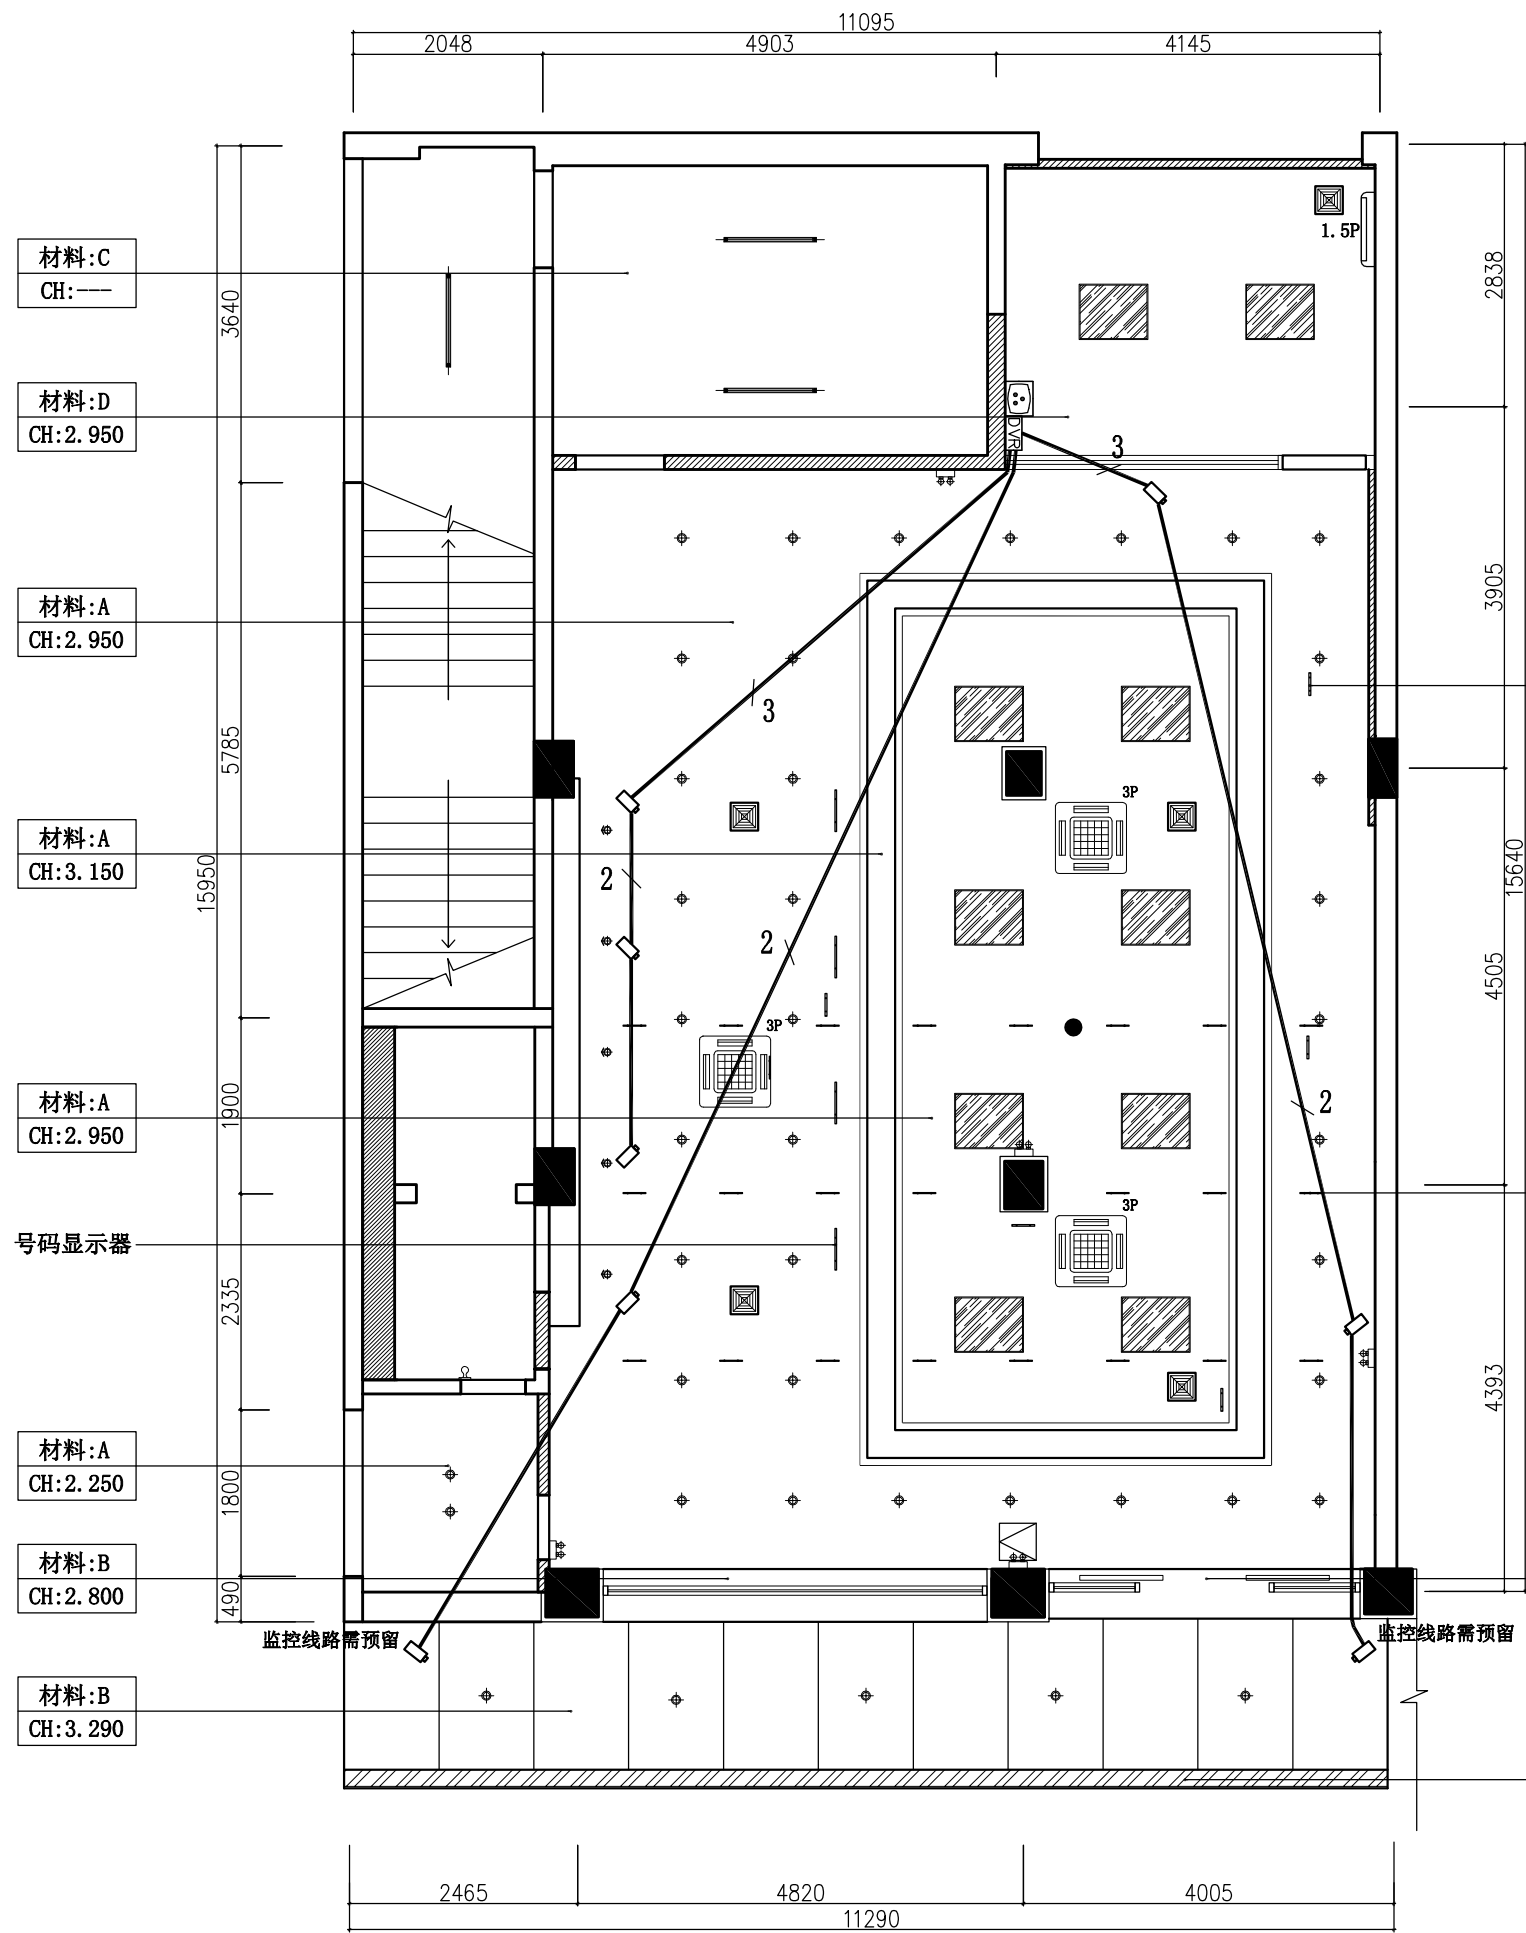 11095
2048
4903
4145
材料:C
CH:---
1.5P
2838
3640
材料:D
CH:2.950
DVR
3
3905
材料:A
CH:2.950
3
5785
3P
材料:A
CH:3.150
15950
15640
2
2
4505
3P
材料:A
CH:2.950
1900
2
3P
号码显示器
2335
4393
材料:A
CH:2.250
1800
材料:B
CH:2.800
490
监控线路需预留
监控线路需预留
材料:B
CH:3.290
2465
4820
4005
11290